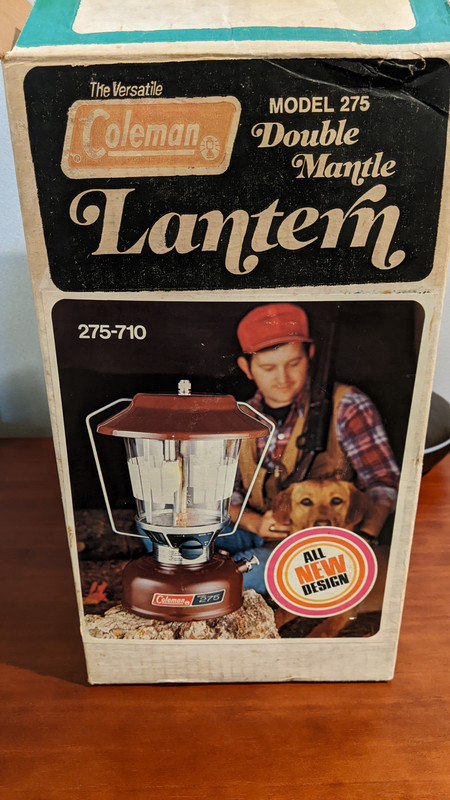 The Versatile
Coleman
MODEL 275
Double
Mantle
Lantern
275-710
ALL
NEW
DESIGN
Coleman 275